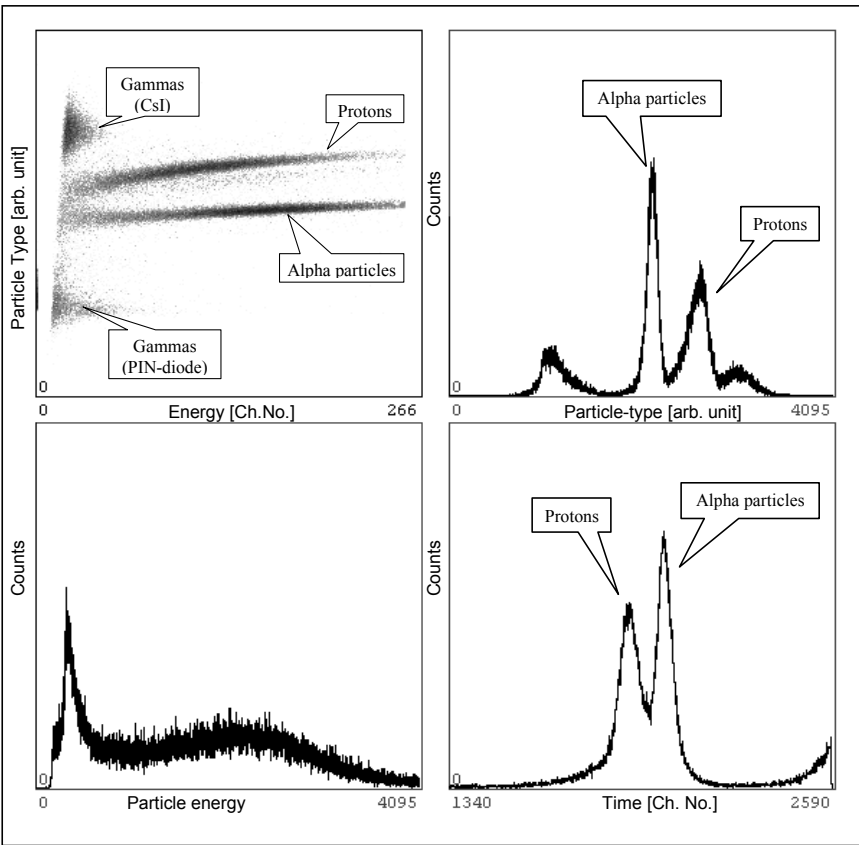 Gammas
(CsI)
Protons
Alpha particles
Gammas
(PIN-diode)
Particle Type [arb. unit]
0
0
Energy [Ch.No.]
266
Alpha particles
Protons
Counts
0
0
Particle-type [arb. unit]
4095
Counts
0
0
Particle energy
4095
Protons
Alpha particles
Counts
0
1340
Time [Ch. No.]
2590